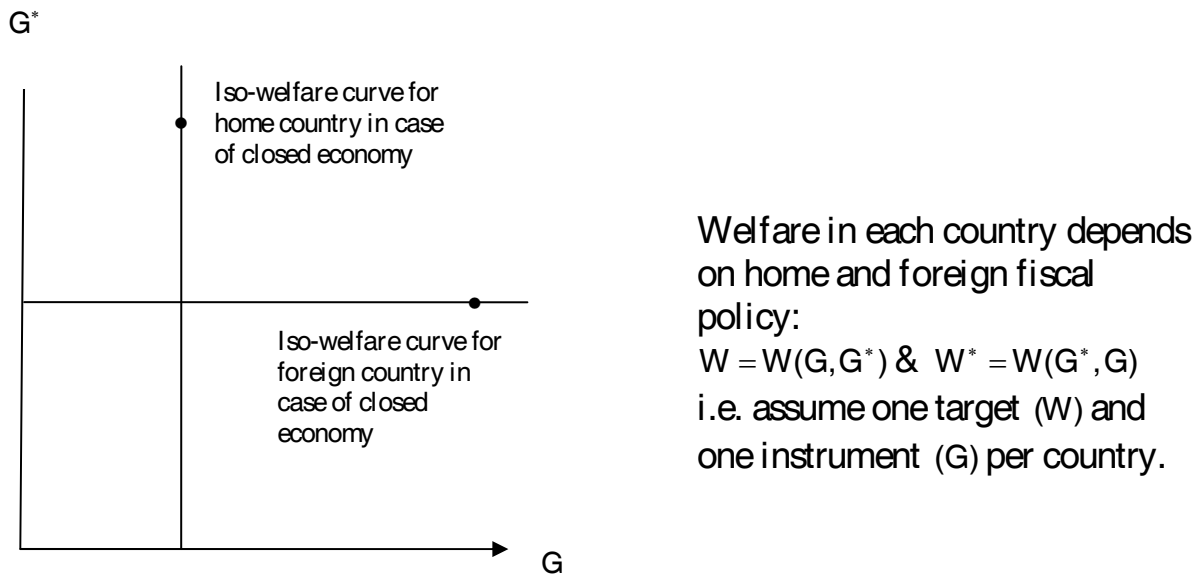 G*
Iso-welfare curve for
home country in case
of closed economy
Iso-welfare curve for
foreign country in
case of closed
economy
G
Welfare in each country depends
on home and foreign fiscal
policy:
W = W(G,G*) & W* = W(G*,G)
i.e. assume one target (W) and
one instrument (G) per country.